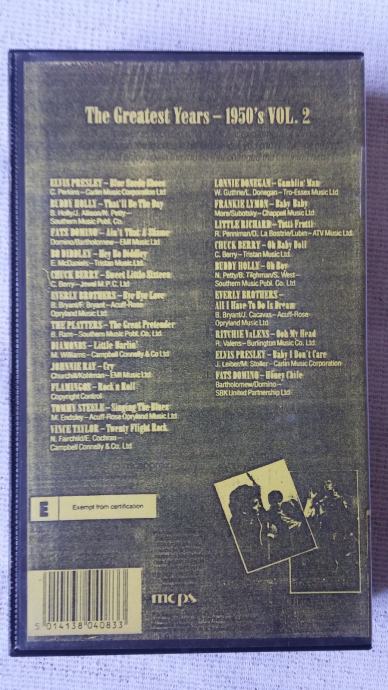 The Greatest Years – 1950's VOL. 2
ELVIS PRESLEY – Blue Suede Shoes
C. Perkins – Carlin Music Corporation Ltd
BUDDY HOLLY – That'll Be The Day
B. Holly/J. Allison/N. Petty –
Southern Music Publ. Co.
FATS DOMINO – Ain't That A Shame
Domino/Bartholomew – EMI Music Ltd
BO DIDDLEY – Hey Bo Diddley
E. McDaniels – Tristan Music Ltd
CHUCK BERRY – Sweet Little Sixteen
C. Berry – Jewel M.P.C. Ltd
EVERLY BROTHERS – Bye Bye Love
B. Bryant/F. Bryant – Acuff-Rose
Opryland Music Ltd
THE PLATTERS – The Great Pretender
B. Ram – Southern Music Publ. Co, Ltd
DIAMONDS – Little Darlin'
M. Williams – Campbell Connelly & Co Ltd
JOHNNIE RAY – Cry
Churchill/Kohlman – EMI Music Ltd
FLAMINGOS – Rock n Roll
Copyright Control
TOMMY STEELE – Singing The Blues
M. Endsley – Acuff-Rose Opryland Music Ltd
VINCE TAYLOR – Twenty Flight Rock
N. Fairchild/E. Cochran –
Campbell Connelly & Co. Ltd
LONNIE DONEGAN – Gamblin' Man
W. Guthrie/L. Donegan – Tro-Essex Music Ltd
FRANKIE LYMON – Baby Baby
Mora/Subotsky – Chappell Music Ltd
LITTLE RICHARD – Tutti Frutti
R. Penniman/D. La Bostrie/Lubin – ATV Music Ltd
CHUCK BERRY – Oh Baby Doll
C. Berry – Tristan Music Ltd
BUDDY HOLLY – Oh Boy
N. Petty/B. Tilghman/S. West –
Southern Music Publ. Co. Ltd
EVERLY BROTHERS –
All I Have To Do Is Dream
B. Bryant/J. Cacavas – Acuff-Rose
Opryland Music Ltd
RITCHIE VALENS – Ooh My Head
R. Valens – Burlington Music Co. Ltd
ELVIS PRESLEY – Baby I Don't Care
J. Leiber/M. Stoller – Carlin Music Corporation
FATS DOMINO – Honey Chile
Bartholomew/Domino –
SBK United Partnership Ltd
E Exempt from certification
mcps
5 014138 040833